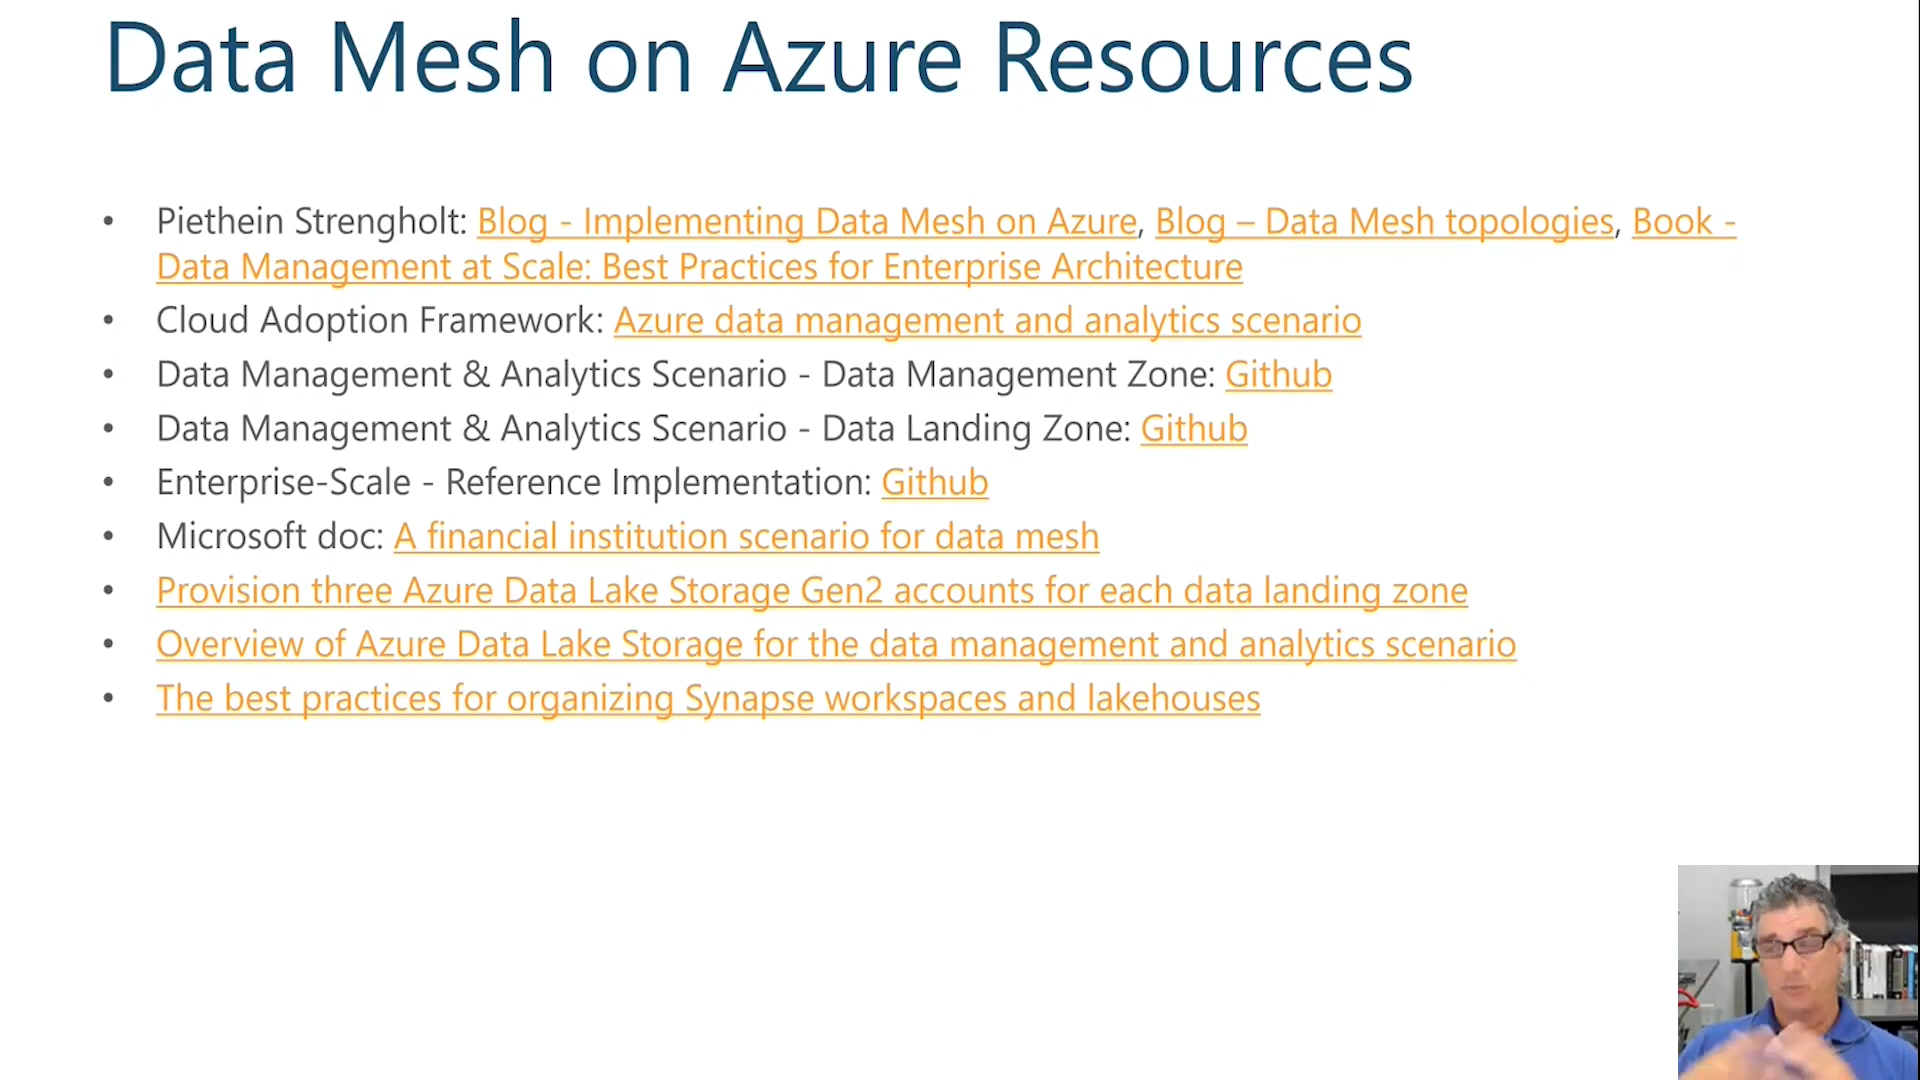 Data Mesh on Azure Resources
• Piethein Strengholt: Blog - Implementing Data Mesh on Azure, Blog – Data Mesh topologies, Book -
Data Management at Scale: Best Practices for Enterprise Architecture
• Cloud Adoption Framework: Azure data management and analytics scenario
• Data Management & Analytics Scenario - Data Management Zone: Github
• Data Management & Analytics Scenario - Data Landing Zone: Github
• Enterprise-Scale - Reference Implementation: Github
• Microsoft doc: A financial institution scenario for data mesh
• Provision three Azure Data Lake Storage Gen2 accounts for each data landing zone
• Overview of Azure Data Lake Storage for the data management and analytics scenario
• The best practices for organizing Synapse workspaces and lakehouses